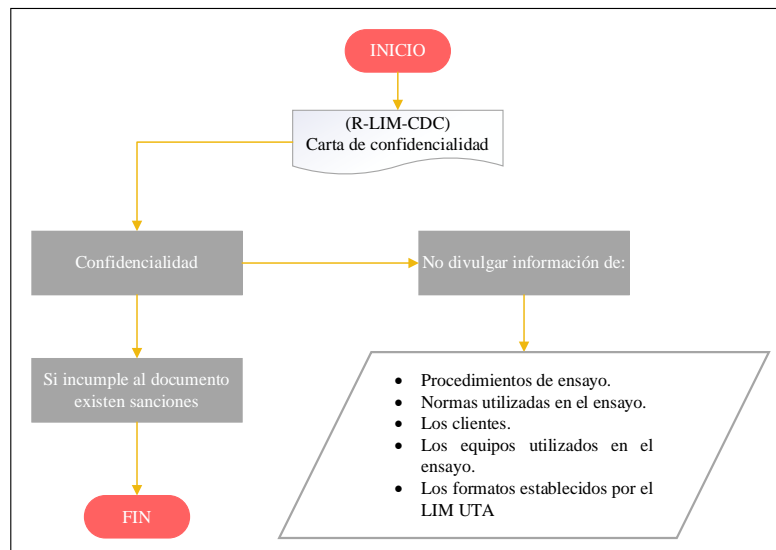 INICIO
(R-LIM-CDC)
Carta de confidencialidad
Confidencialidad
No divulgar información de:
Si incumple al documento
existen sanciones
• Procedimientos de ensayo.
• Normas utilizadas en el ensayo.
• Los clientes.
• Los equipos utilizados en el
ensayo.
• Los formatos establecidos por el
LIM UTA
FIN